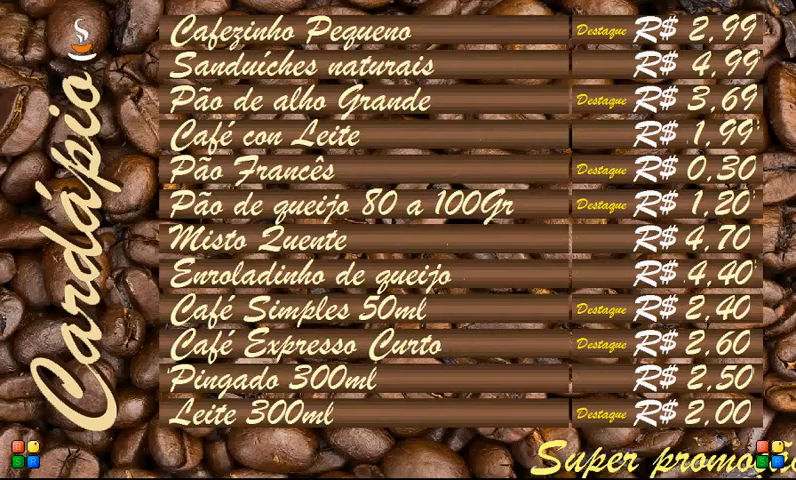 Cardápio
Cafezinho Pequeno Destaque R$ 2,99
Sanduíches naturais R$ 4,99
Pão de alho Grande Destaque R$ 3,69
Café con Leite R$ 1,99
Pão Francês Destaque R$ 0,30
Pão de queijo 80 a 100Gr Destaque R$ 1,20
Misto Quente R$ 4,70
Enroladinho de queijo R$ 4,40
Café Simples 50ml Destaque R$ 2,40
Café Expresso Curto Destaque R$ 2,60
Pingado 300ml R$ 2,50
Leite 300ml Destaque R$ 2,00
Super promoção